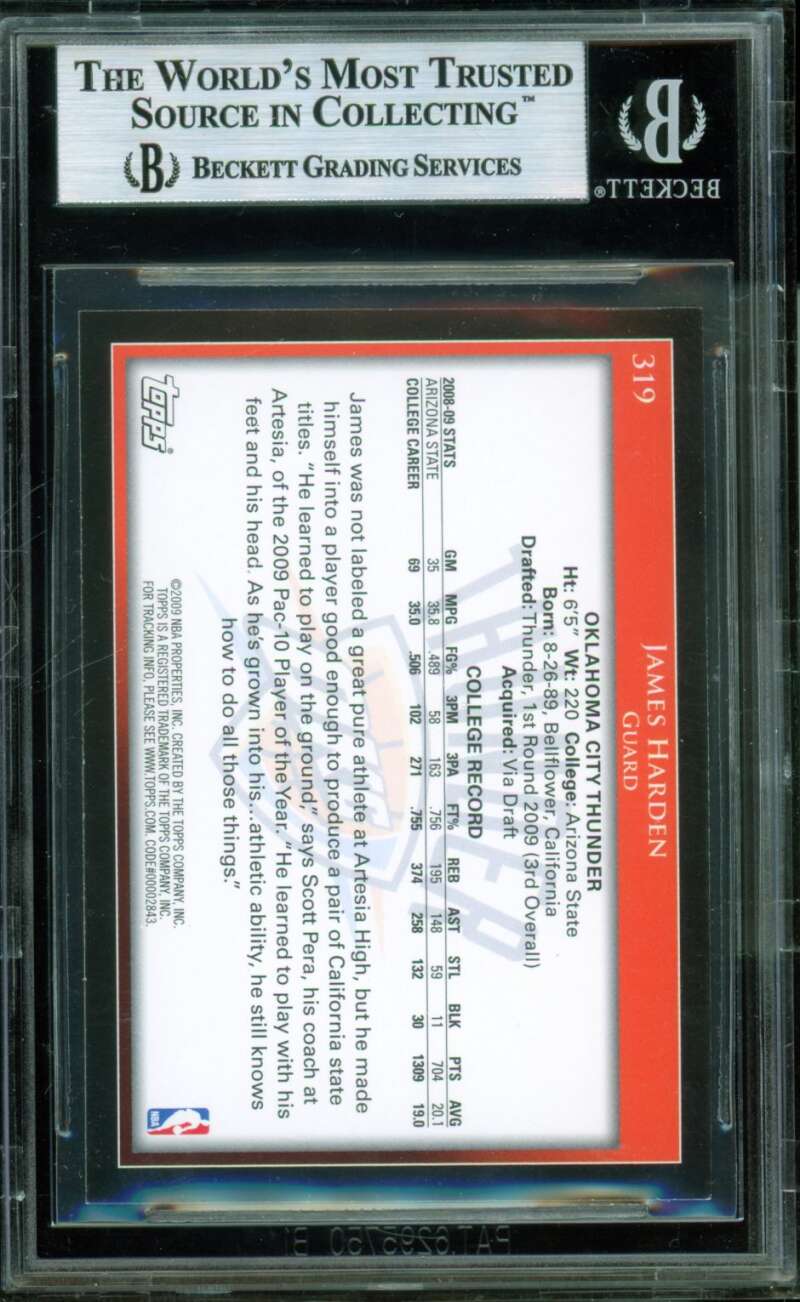 THE WORLD'S MOST TRUSTED
SOURCE IN COLLECTING™
B BECKETT GRADING SERVICES
B
BECKETT®
319
JAMES HARDEN
GUARD
OKLAHOMA CITY THUNDER
Ht: 6'5" Wt: 220 College: Arizona State
Born: 8-26-89, Bellflower, California
Drafted: Thunder, 1st Round 2009 (3rd Overall)
Acquired: Via Draft
COLLEGE RECORD
2008-09 STATS GM MPG FG% 3PM 3PA FT% REB AST STL BLK PTS AVG
ARIZONA STATE 35 35.8 .489 58 163 .756 195 148 59 11 704 20.1
COLLEGE CAREER 69 35.0 .506 102 271 .755 374 258 132 30 1309 19.0
THUNDER
James was not labeled a great pure athlete at Artesia High, but he made
himself into a player good enough to produce a pair of California state
titles. "He learned to play on the ground," says Scott Pera, his coach at
Artesia, of the 2009 Pac-10 Player of the Year. "He learned to play with his
feet and his head. As he's grown into his...athletic ability, he still knows
how to do all those things."
topps®
©2009 NBA PROPERTIES, INC. CREATED BY THE TOPPS COMPANY, INC.
TOPPS IS A REGISTERED TRADEMARK OF THE TOPPS COMPANY, INC.
FOR TRACKING INFO, PLEASE SEE WWW.TOPPS.COM. CODE#00002843.
NBA